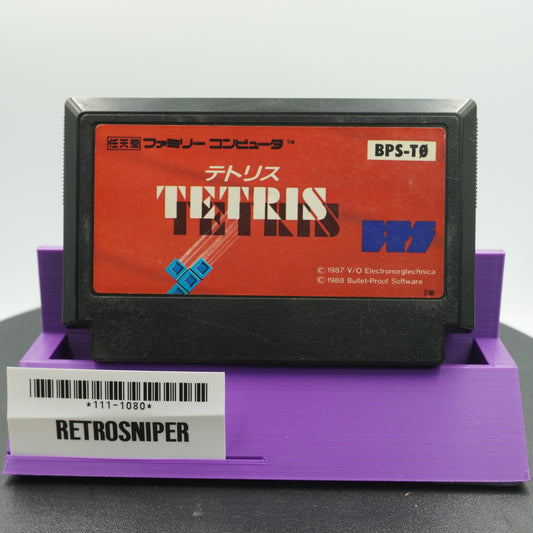 任天堂 ファミリー コンピュータ™
BPS-TØ
テトリス
TETRIS
BPS
© 1987 V/O Electronorgtechnica
© 1988 Bullet-Proof Software
*111-1080*
RETROSNIPER